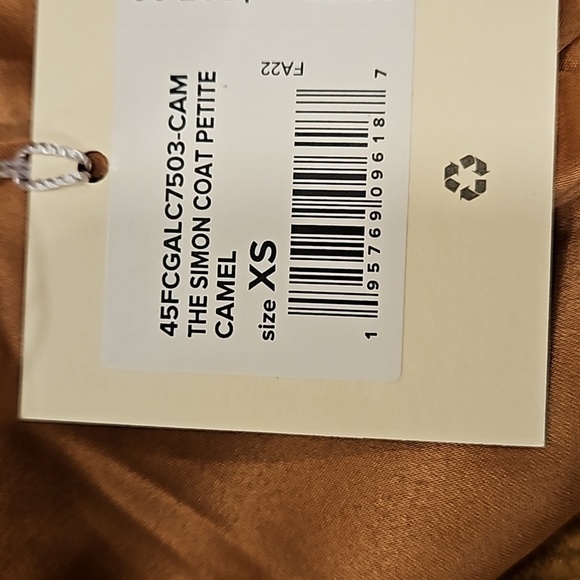 45FCGALC7503-CAM
THE SIMON COAT PETITE
CAMEL
size XS
FA22
1 95769 09618 7